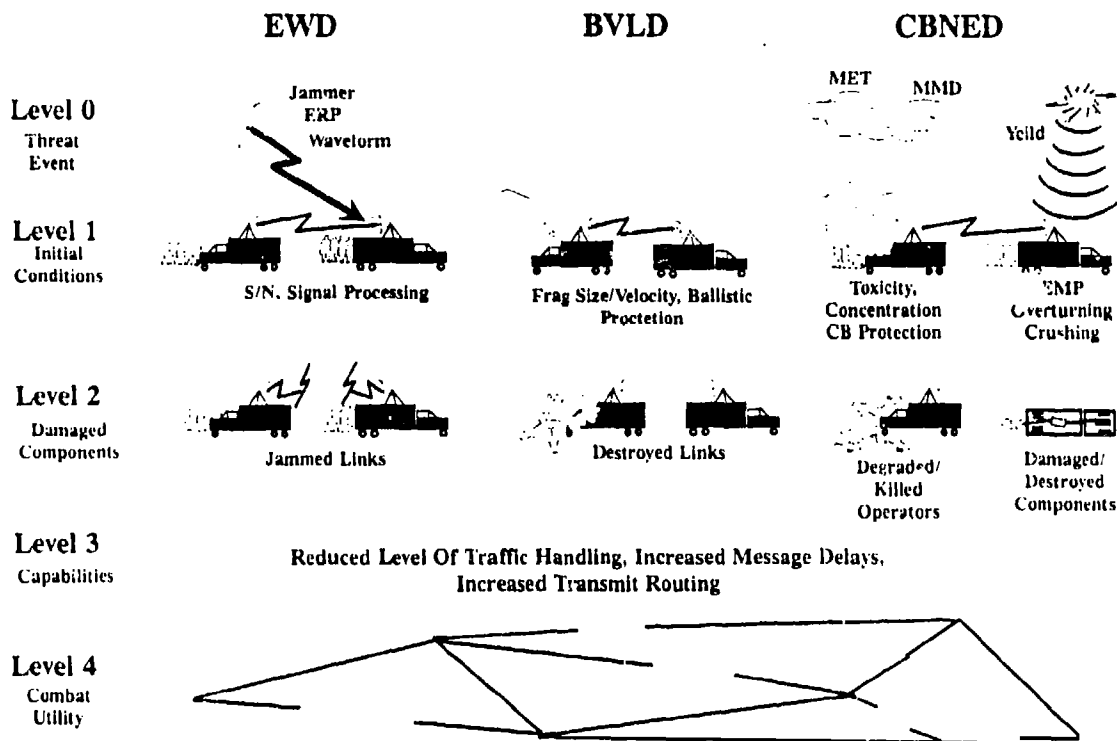 EWD BVLD CBNED
Level 0
Threat
Event
Jammer
ERP
Waveform
MET MMD
Yeild
Level 1
Initial
Conditions
S/N, Signal Processing
Frag Size/Velocity, Ballistic
Proctetion
Toxicity,
Concentration
CB Protection
EMP
Overturning
Crushing
Level 2
Damaged
Components
Jammed Links
Destroyed Links
Degraded/
Killed
Operators
Damaged/
Destroyed
Components
Level 3
Capabilities
Reduced Level Of Traffic Handling, Increased Message Delays,
Increased Transmit Routing
Level 4
Combat
Utility